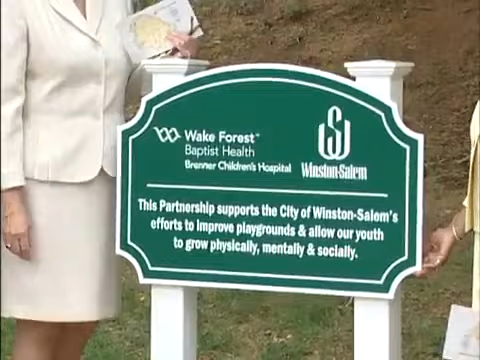 Wake Forest™
Baptist Health
Brenner Children's Hospital
Winston-Salem
This Partnership supports the City of Winston-Salem's
efforts to improve playgrounds & allow our youth
to grow physically, mentally & socially.